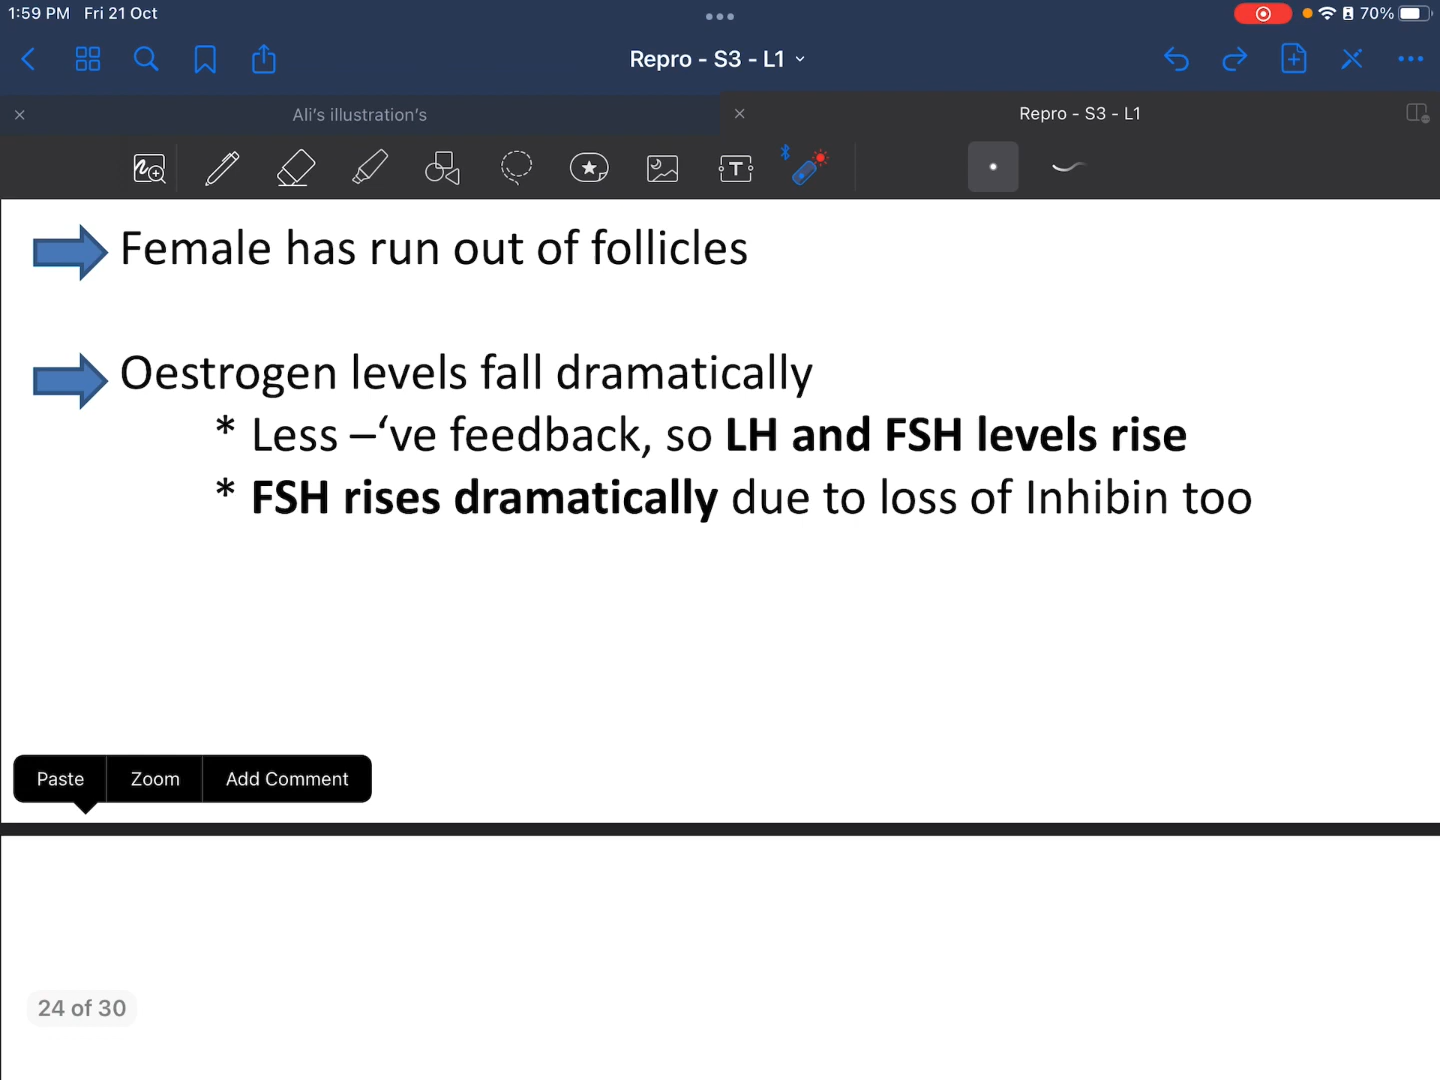 1:59 PM Fri 21 Oct
70%
Repro - S3 - L1
Ali's illustration's
Repro - S3 - L1
T
Female has run out of follicles
Oestrogen levels fall dramatically
* Less –‘ve feedback, so LH and FSH levels rise
* FSH rises dramatically due to loss of Inhibin too
Paste Zoom Add Comment
24 of 30